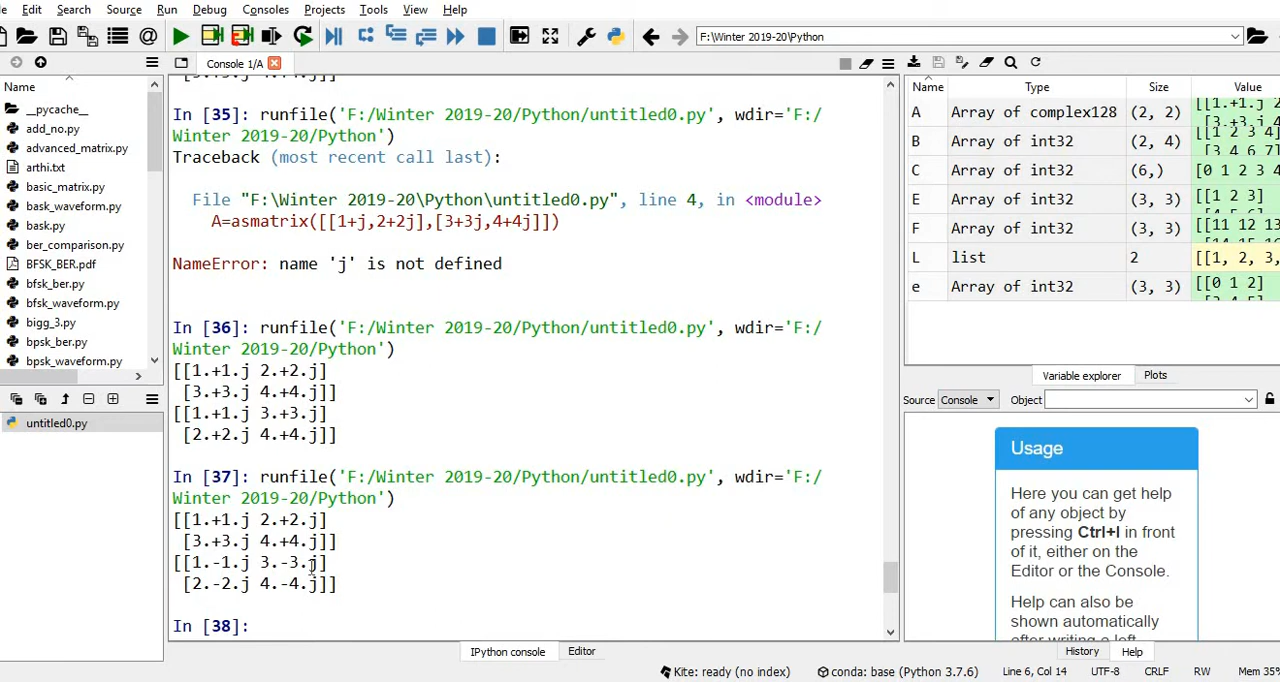 Edit Search Source Run Debug Consoles Projects Tools View Help
F:\Winter 2019-20\Python
Console 1/A
Name
__pycache__
add_no.py
advanced_matrix.py
arthi.txt
basic_matrix.py
bask_waveform.py
bask.py
ber_comparison.py
BFSK_BER.pdf
bfsk_ber.py
bfsk_waveform.py
bigg_3.py
bpsk_ber.py
bpsk_waveform.py
untitled0.py
In [35]: runfile('F:/Winter 2019-20/Python/untitled0.py', wdir='F:/
Winter 2019-20/Python')
Traceback (most recent call last):
File "F:\Winter 2019-20\Python\untitled0.py", line 4, in <module>
A=asmatrix([[1+j,2+2j],[3+3j,4+4j]])
NameError: name 'j' is not defined
In [36]: runfile('F:/Winter 2019-20/Python/untitled0.py', wdir='F:/
Winter 2019-20/Python')
[[1.+1.j 2.+2.j]
[3.+3.j 4.+4.j]]
[[1.+1.j 3.+3.j]
[2.+2.j 4.+4.j]]
In [37]: runfile('F:/Winter 2019-20/Python/untitled0.py', wdir='F:/
Winter 2019-20/Python')
[[1.+1.j 2.+2.j]
[3.+3.j 4.+4.j]]
[[1.-1.j 3.-3.j]
[2.-2.j 4.-4.j]]
In [38]:
IPython console Editor
Name Type Size Value
A Array of complex128 (2, 2) [[1.+1.j 2
[3.+3.j 4
B Array of int32 (2, 4) [[1 2 3 4]
[3 4 6 7]
C Array of int32 (6,) [0 1 2 3 4
E Array of int32 (3, 3) [[1 2 3]
F Array of int32 (3, 3) [[11 12 13
L list 2 [[1, 2, 3,
e Array of int32 (3, 3) [[0 1 2]
Variable explorer Plots
Source Console Object
Usage
Here you can get help
of any object by
pressing Ctrl+I in front
of it, either on the
Editor or the Console.
Help can also be
shown automatically
after writing a left
History Help
Kite: ready (no index) conda: base (Python 3.7.6) Line 6, Col 14 UTF-8 CRLF RW Mem 35%